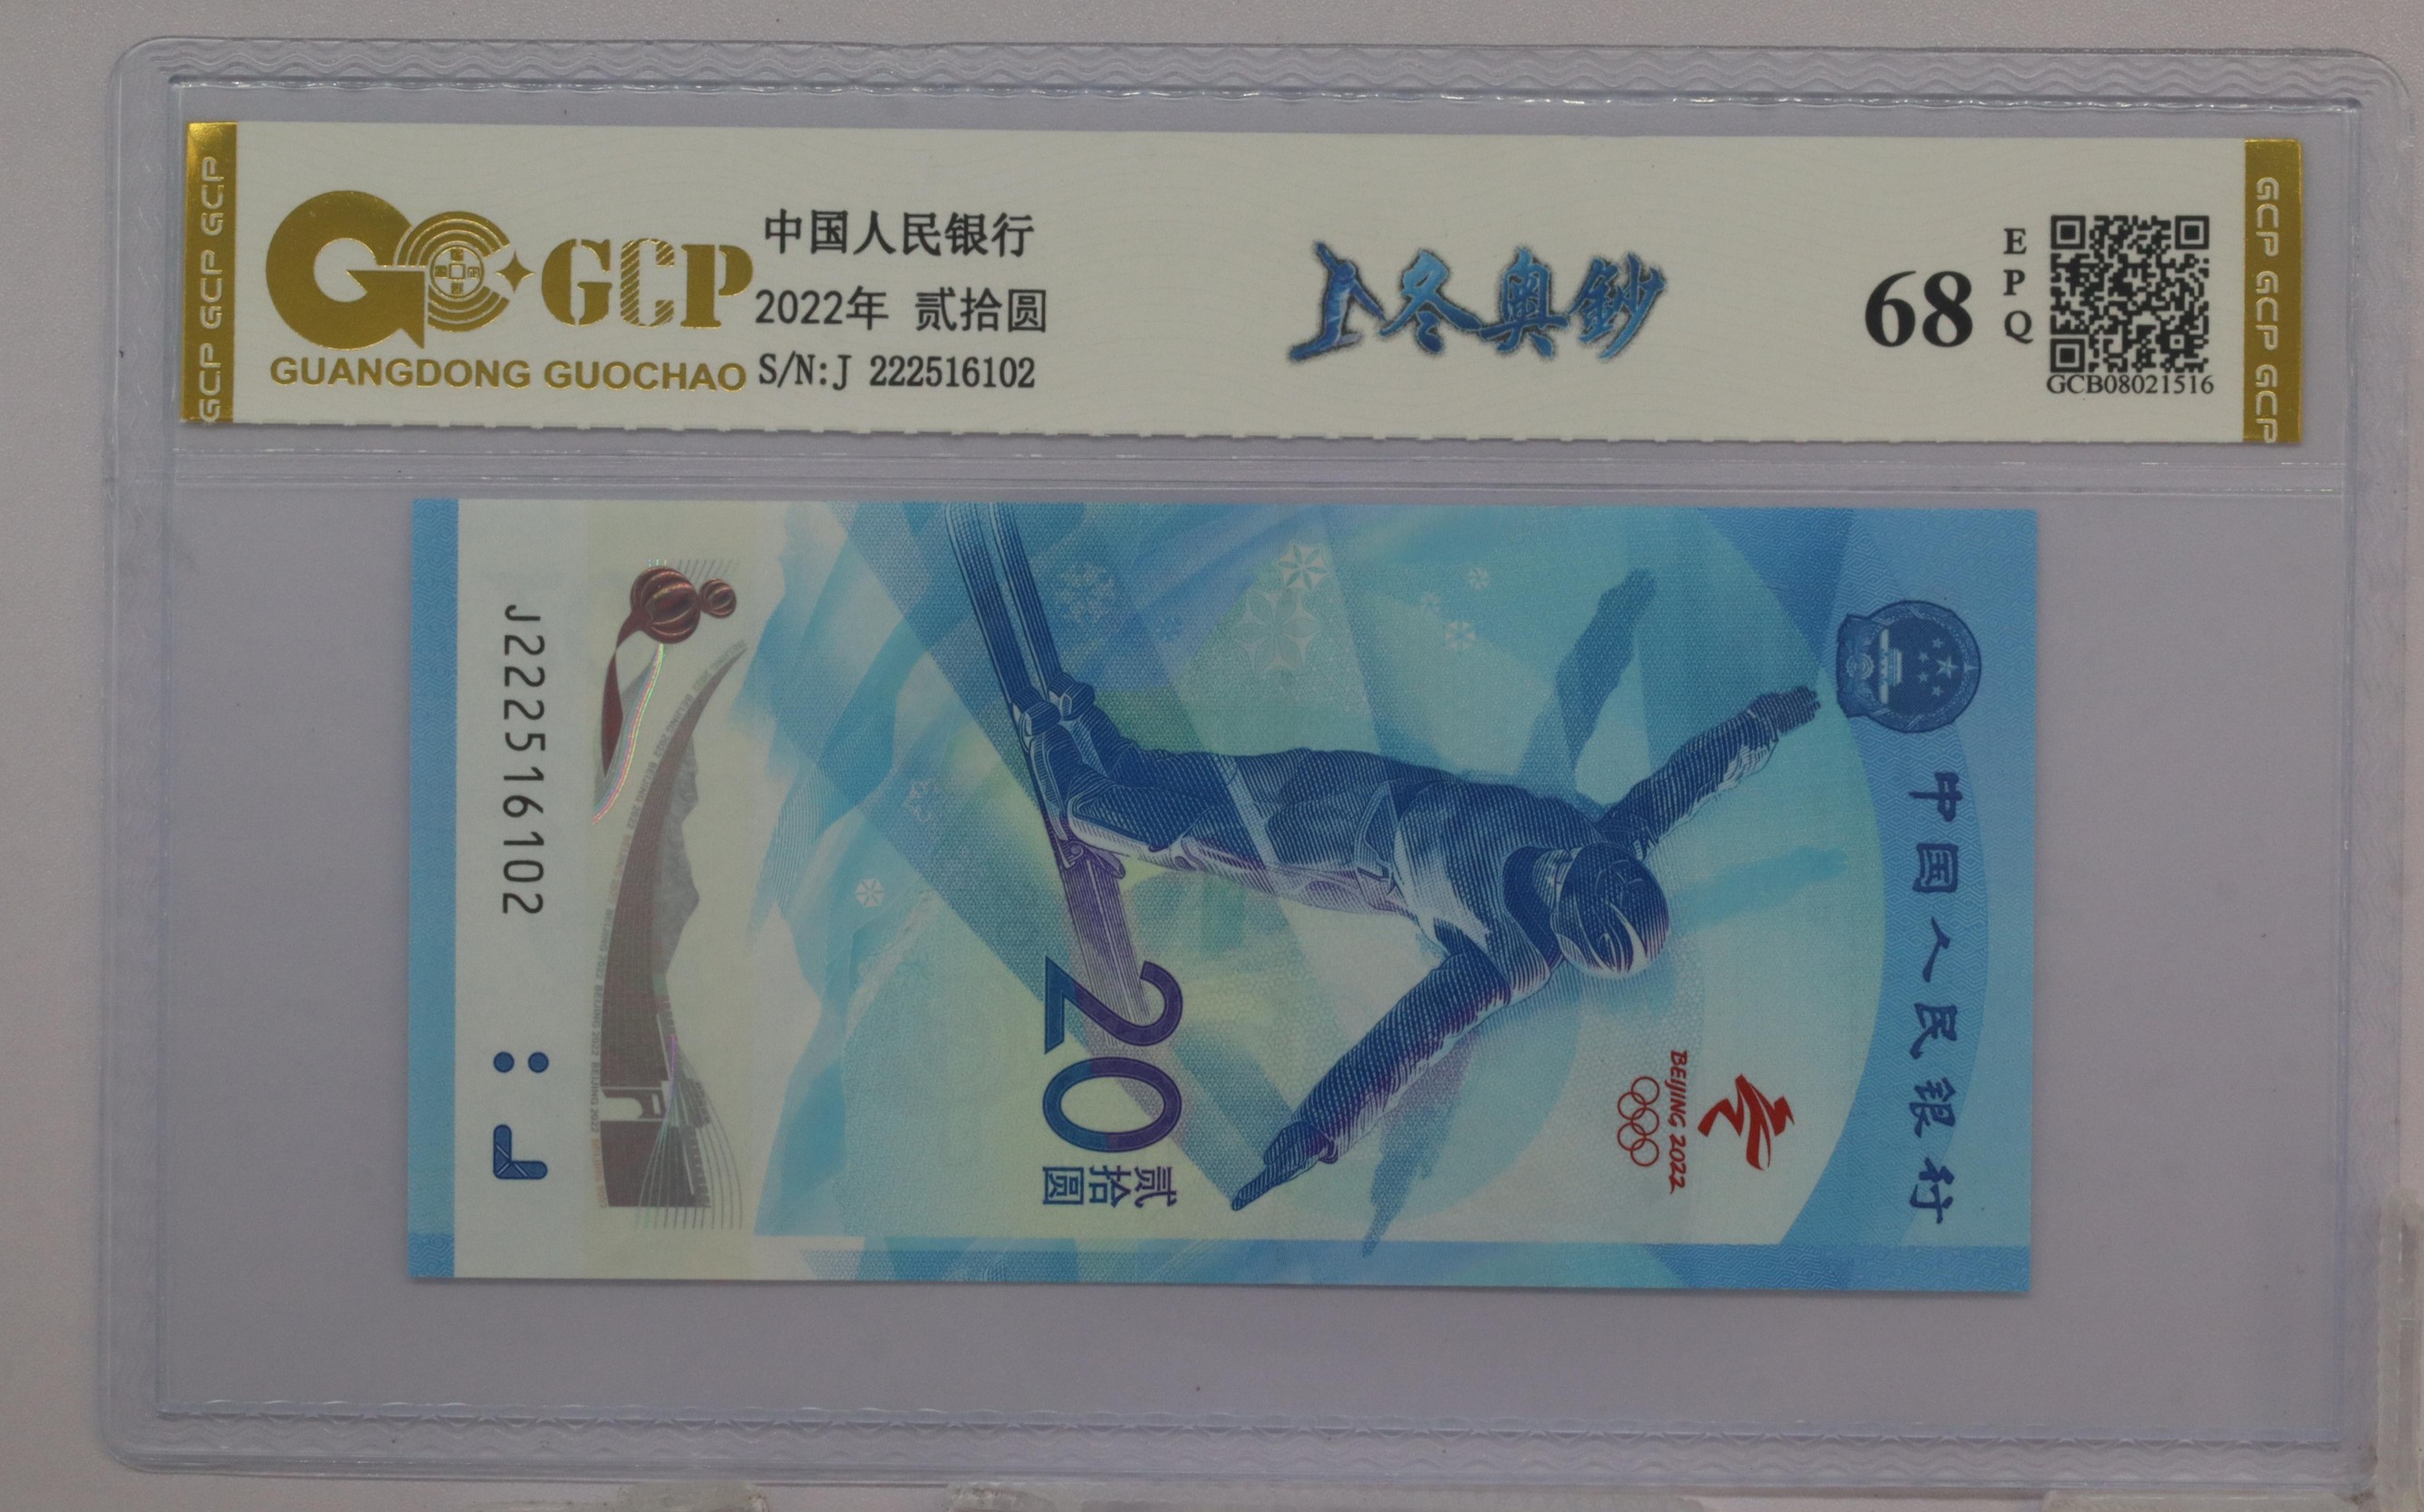 GCP GCP GCP
GCP
GUANGDONG GUOCHAO
中国人民银行
2022年 贰拾圆
S/N:J 222516102
上冬奥鈔
68
E
P
Q
GCB08021516
GCP GCP GCP
中国人民银行
BEIJING 2022
20
贰
拾
圆
J222516102